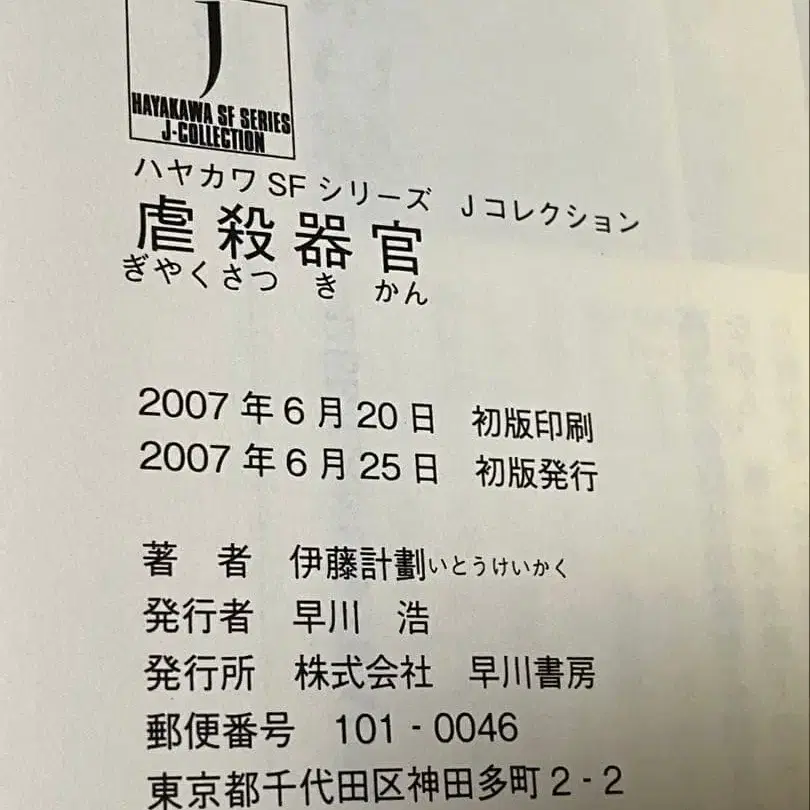 J
HAYAKAWA SF SERIES
J-COLLECTION
ハヤカワSFシリーズ Jコレクション
虐殺器官
ぎやくさつ き かん
2007年6月20日 初版印刷
2007年6月25日 初版発行
著 者 伊藤計劃いとうけいかく
発行者 早川 浩
発行所 株式会社 早川書房
郵便番号 101-0046
東京都千代田区神田多町2-2